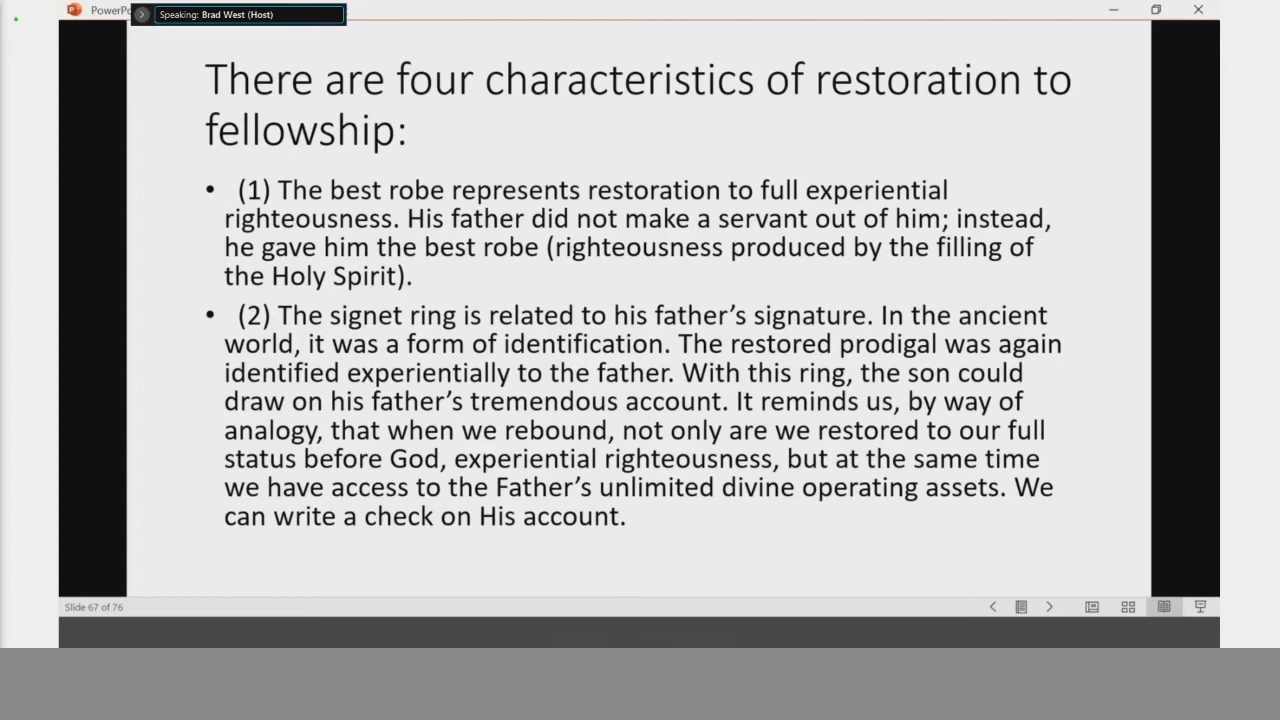 PowerPo
Speaking: Brad West (Host)
There are four characteristics of restoration to
fellowship:
• (1) The best robe represents restoration to full experiential
righteousness. His father did not make a servant out of him; instead,
he gave him the best robe (righteousness produced by the filling of
the Holy Spirit).
• (2) The signet ring is related to his father’s signature. In the ancient
world, it was a form of identification. The restored prodigal was again
identified experientially to the father. With this ring, the son could
draw on his father’s tremendous account. It reminds us, by way of
analogy, that when we rebound, not only are we restored to our full
status before God, experiential righteousness, but at the same time
we have access to the Father’s unlimited divine operating assets. We
can write a check on His account.
Slide 67 of 76